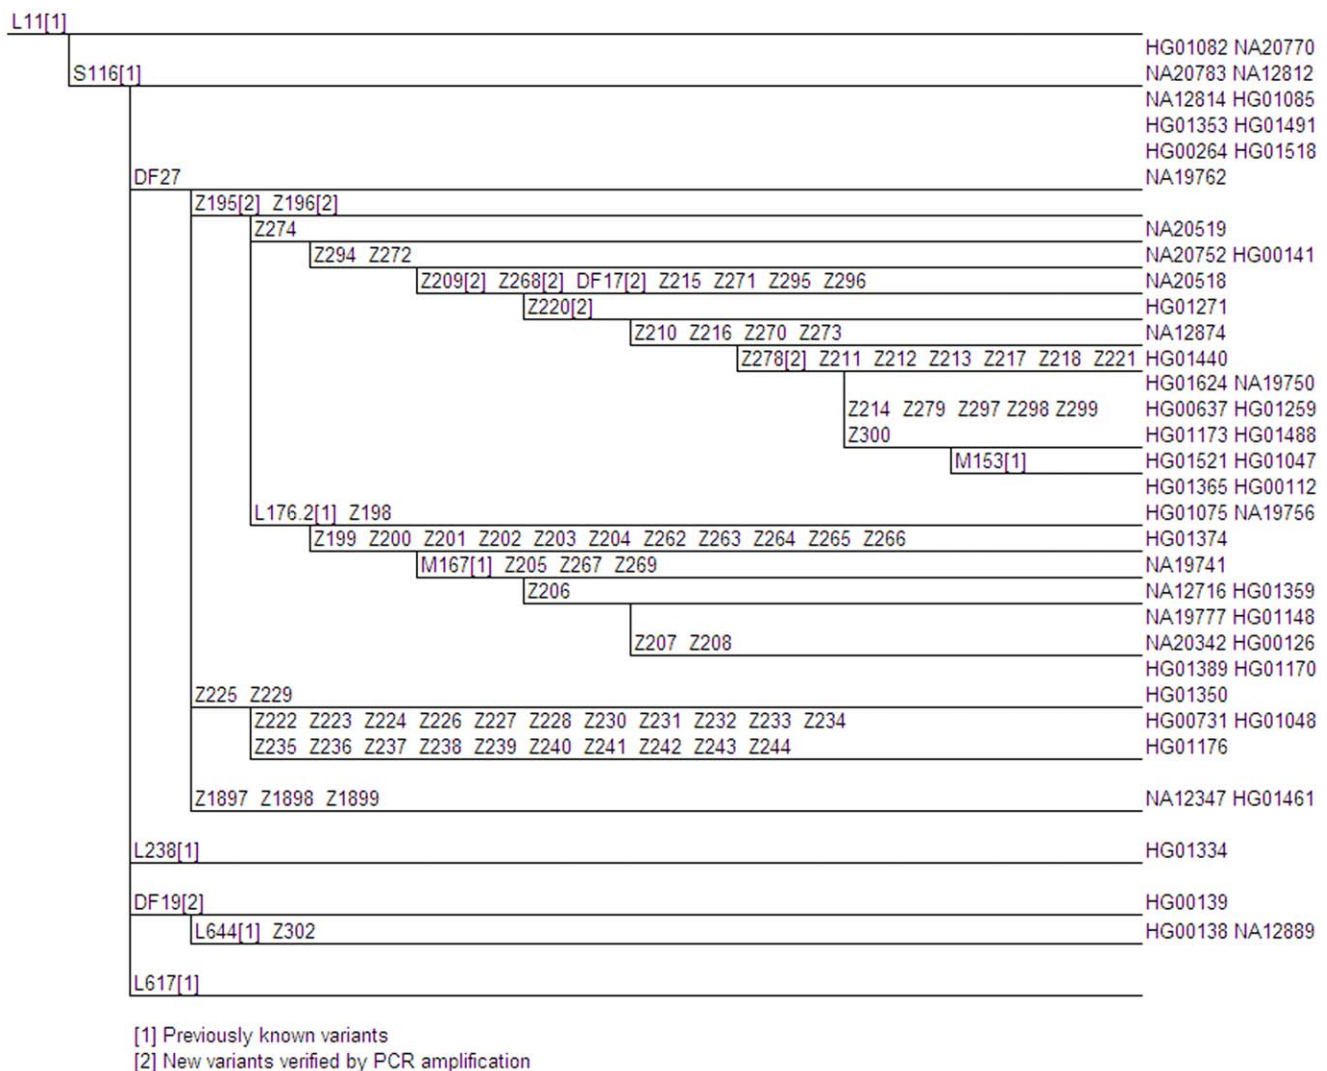 L11[1]
HG01082 NA20770
S116[1] NA20783 NA12812
NA12814 HG01085
HG01353 HG01491
HG00264 HG01518
DF27 NA19762
Z195[2] Z196[2]
Z274 NA20519
Z294 Z272 NA20752 HG00141
Z209[2] Z268[2] DF17[2] Z215 Z271 Z295 Z296 NA20518
Z220[2] HG01271
Z210 Z216 Z270 Z273 NA12874
Z278[2] Z211 Z212 Z213 Z217 Z218 Z221 HG01440
HG01624 NA19750
Z214 Z279 Z297 Z298 Z299 HG00637 HG01259
Z300 HG01173 HG01488
M153[1] HG01521 HG01047
HG01365 HG00112
L176.2[1] Z198 HG01075 NA19756
Z199 Z200 Z201 Z202 Z203 Z204 Z262 Z263 Z264 Z265 Z266 HG01374
M167[1] Z205 Z267 Z269 NA19741
Z206 NA12716 HG01359
NA19777 HG01148
Z207 Z208 NA20342 HG00126
HG01389 HG01170
Z225 Z229 HG01350
Z222 Z223 Z224 Z226 Z227 Z228 Z230 Z231 Z232 Z233 Z234 HG00731 HG01048
Z235 Z236 Z237 Z238 Z239 Z240 Z241 Z242 Z243 Z244 HG01176
Z1897 Z1898 Z1899 NA12347 HG01461
L238[1] HG01334
DF19[2] HG00139
L644[1] Z302 HG00138 NA12889
L617[1]
[1] Previously known variants
[2] New variants verified by PCR amplification